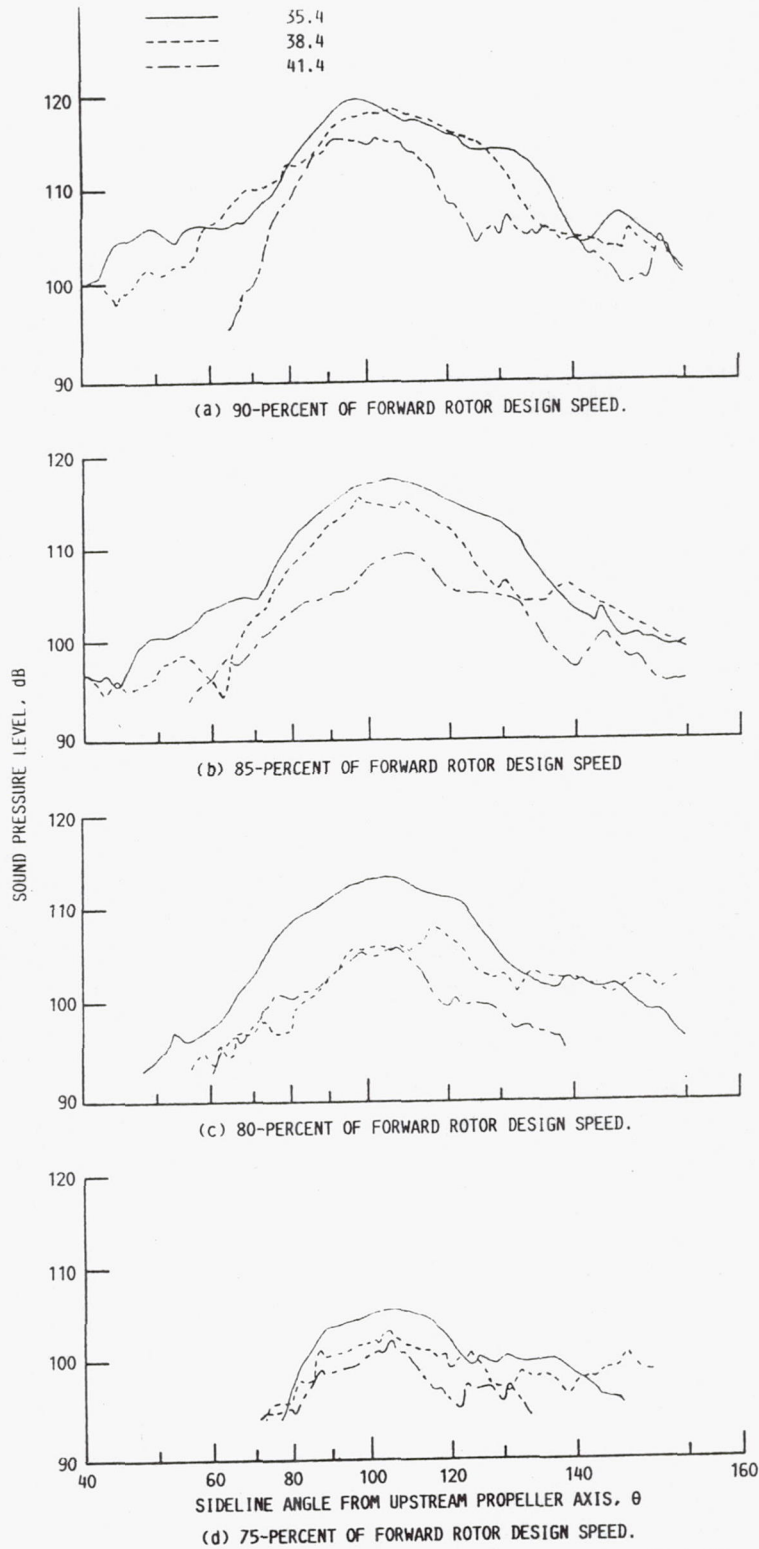 35.4
38.4
41.4
120
110
100
90
(a) 90-PERCENT OF FORWARD ROTOR DESIGN SPEED.
120
110
100
90
(b) 85-PERCENT OF FORWARD ROTOR DESIGN SPEED
SOUND PRESSURE LEVEL, dB
120
110
100
90
(c) 80-PERCENT OF FORWARD ROTOR DESIGN SPEED.
120
110
100
90
40 60 80 100 120 140 160
SIDELINE ANGLE FROM UPSTREAM PROPELLER AXIS, θ
(d) 75-PERCENT OF FORWARD ROTOR DESIGN SPEED.